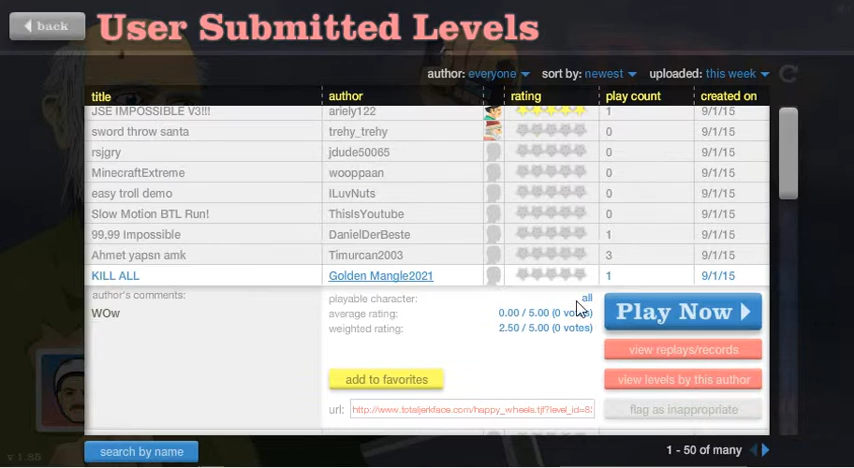 back
User Submitted Levels
author: everyone sort by: newest uploaded: this week
title author rating play count created on
JSE IMPOSSIBLE V3!!! ariely122 1 9/1/15
sword throw santa trehy_trehy 0 9/1/15
rsjgry jdude50065 0 9/1/15
MinecraftExtreme wooppaan 0 9/1/15
easy troll demo ILuvNuts 0 9/1/15
Slow Motion BTL Run! ThisIsYoutube 0 9/1/15
99,99 Impossible DanielDerBeste 1 9/1/15
Ahmet yapsn amk Timurcan2003 3 9/1/15
KILL ALL Golden Mangle2021 1 9/1/15
author's comments:
WOw
playable character: all
average rating: 0.00 / 5.00 (0 votes)
weighted rating: 2.50 / 5.00 (0 votes)
Play Now
view replays/records
add to favorites
view levels by this author
url: http://www.totaljerkface.com/happy_wheels.tjf?level_id=8
flag as inappropriate
search by name
1 - 50 of many
v 1.85